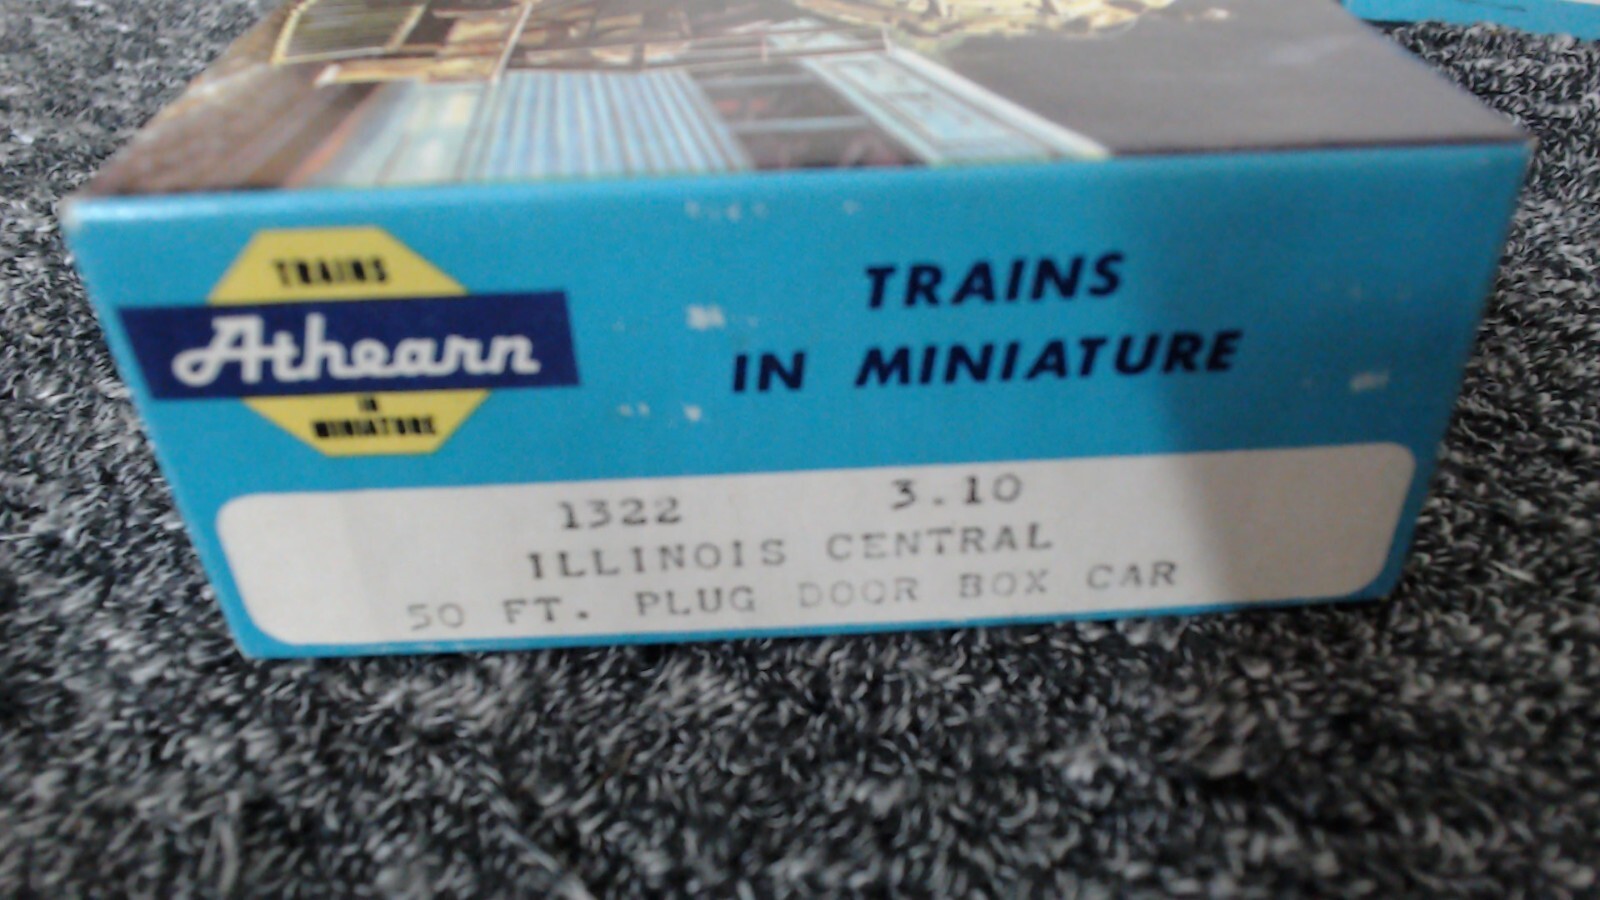 TRAINS
Athearn
IN
MINIATURE
TRAINS
IN MINIATURE
1322 3.10
ILLINOIS CENTRAL
50 FT. PLUG DOOR BOX CAR